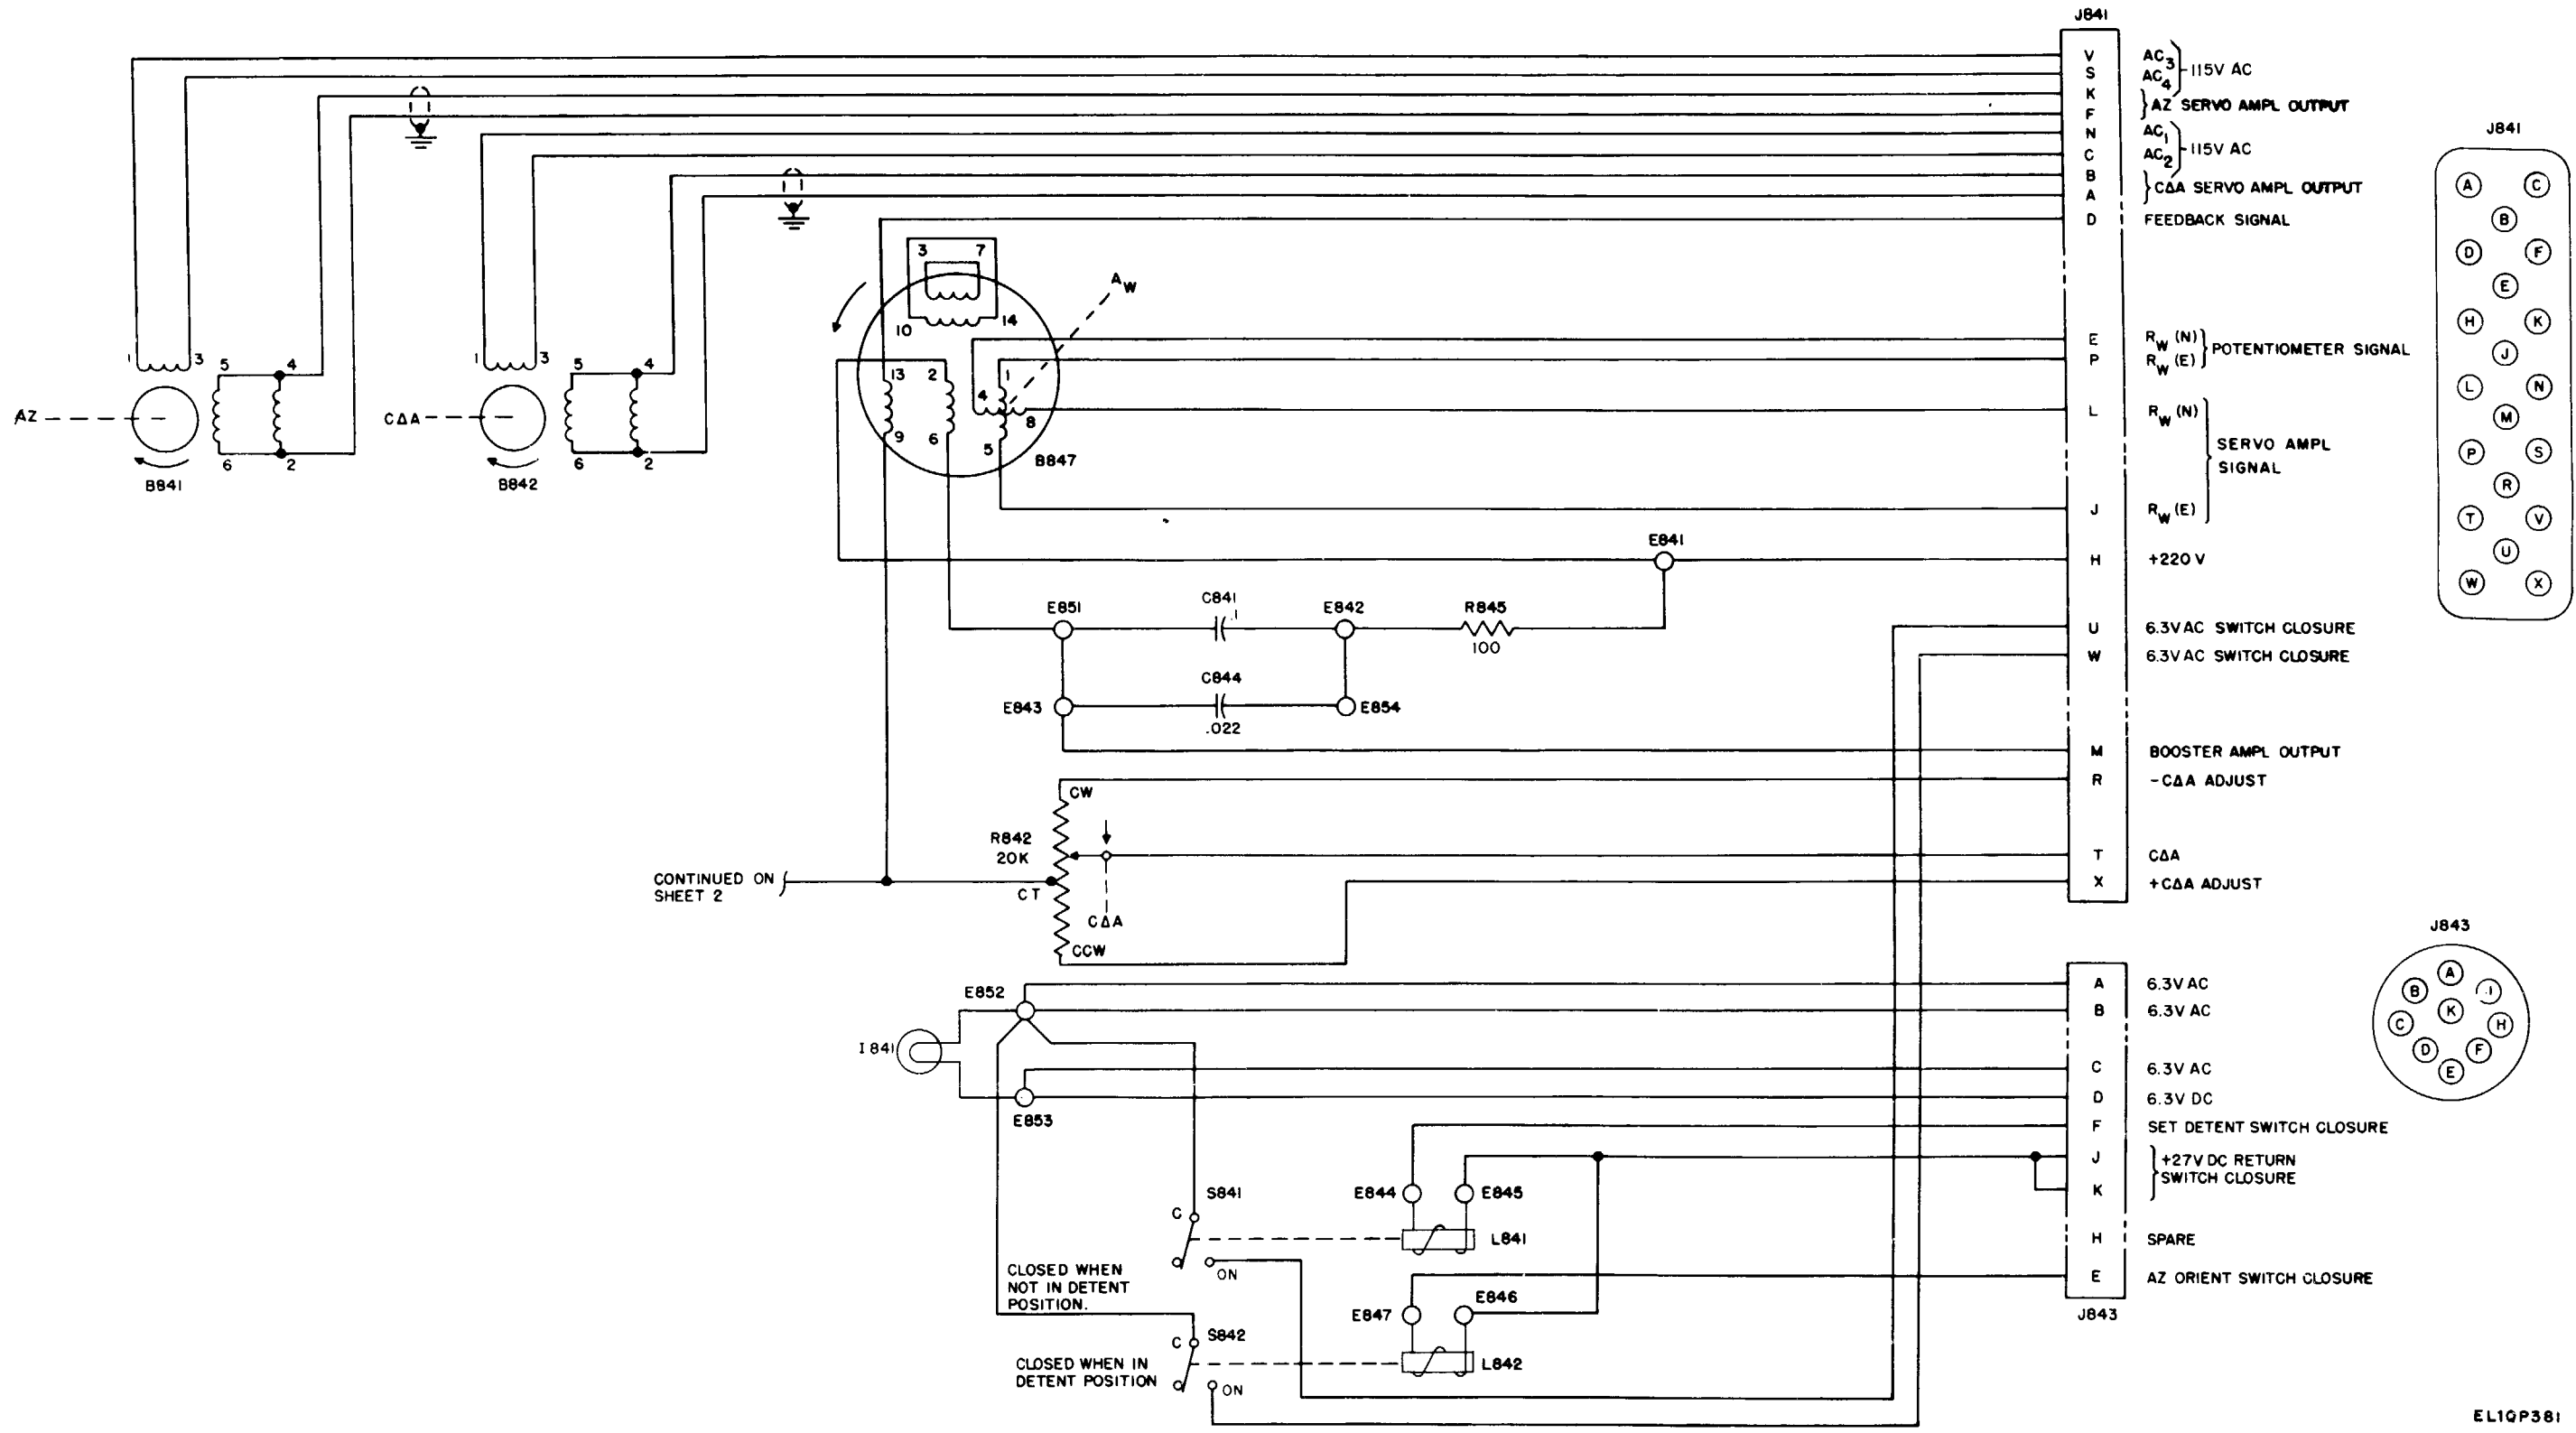 J841
V AC3
S AC4
115V AC
K
F
AZ SERVO AMPL OUTPUT
N AC1
C AC2
115V AC
B
A
CΔA SERVO AMPL OUTPUT
D FEEDBACK SIGNAL
E RW (N)
P RW (E)
POTENTIOMETER SIGNAL
L RW (N)
J RW (E)
SERVO AMPL
SIGNAL
H +220 V
U 6.3VAC SWITCH CLOSURE
W 6.3VAC SWITCH CLOSURE
M BOOSTER AMPL OUTPUT
R -CΔA ADJUST
T CΔA
X +CΔA ADJUST
J841
A C
B
D F
E
H K
J
L N
M
P S
R
T V
U
W X
AZ
1 3
5 4
6 2
B841
CΔA
1 3
5 4
6 2
B842
3 7
10 14
AW
13 2 1
4
8
9 6 5
B847
E841
E851
C841
.1
E842
R845
100
E843
C844
.022
E854
CW
R842
20K
CT
CΔA
CCW
CONTINUED ON
SHEET 2
E852
I 841
E853
A 6.3V AC
B 6.3V AC
C 6.3V AC
D 6.3V DC
F SET DETENT SWITCH CLOSURE
J
K
+27V DC RETURN
SWITCH CLOSURE
H SPARE
E AZ ORIENT SWITCH CLOSURE
J843
J843
A
B J
K
C H
D F
E
S841
C
ON
E844 E845
L841
CLOSED WHEN
NOT IN DETENT
POSITION.
E847 E846
S842
C
ON
L842
CLOSED WHEN IN
DETENT POSITION
EL1QP381